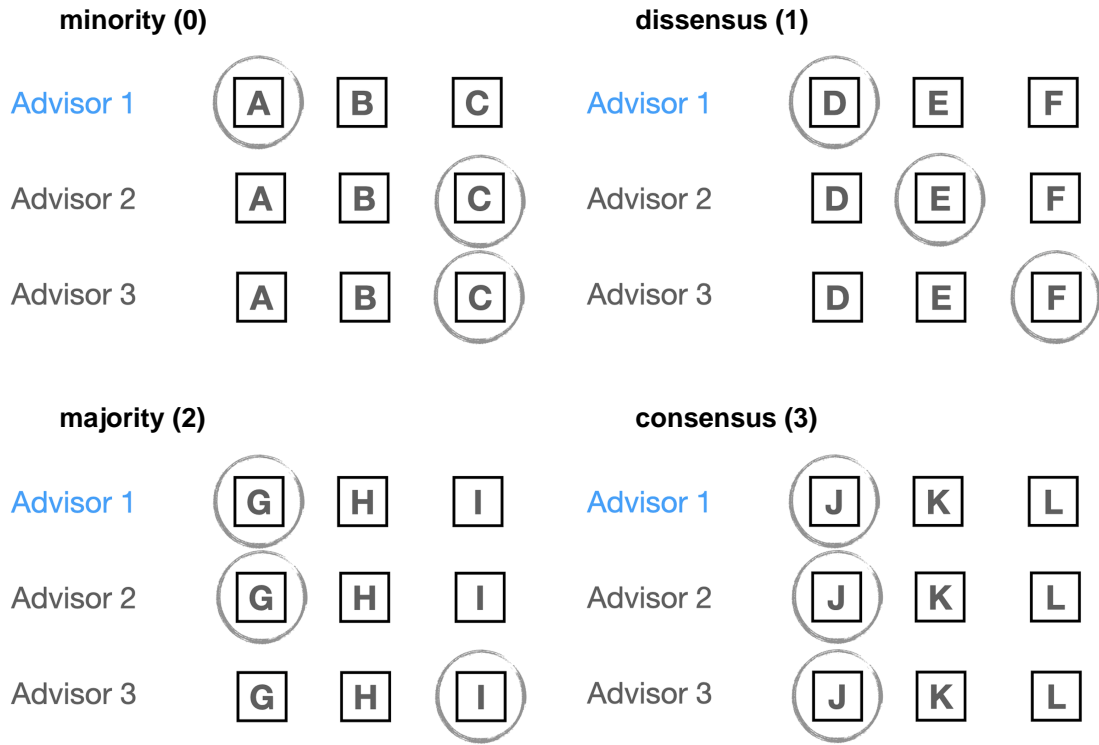 minority (0)
Advisor 1 A B C
Advisor 2 A B C
Advisor 3 A B C
dissensus (1)
Advisor 1 D E F
Advisor 2 D E F
Advisor 3 D E F
majority (2)
Advisor 1 G H I
Advisor 2 G H I
Advisor 3 G H I
consensus (3)
Advisor 1 J K L
Advisor 2 J K L
Advisor 3 J K L